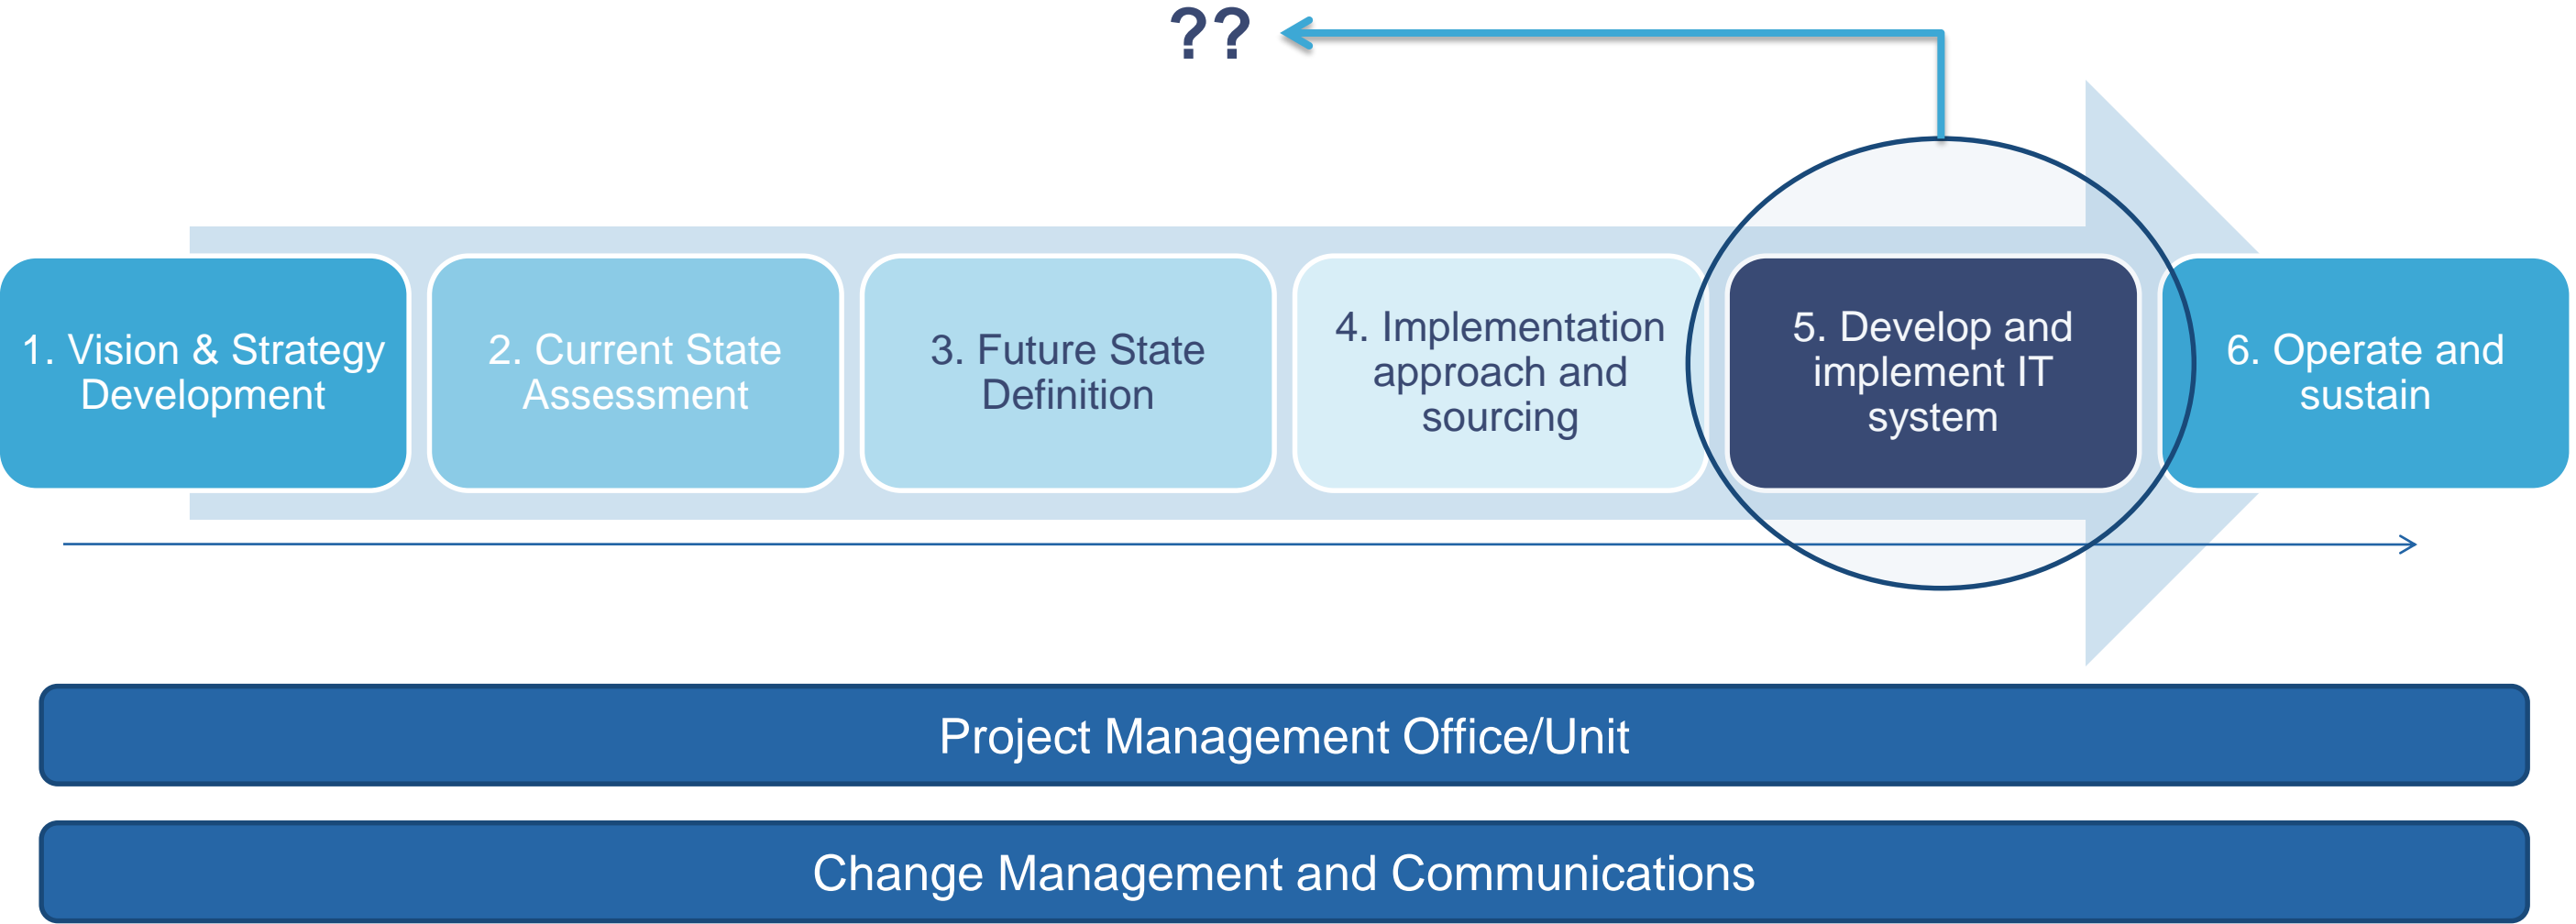 ??
1. Vision & Strategy
Development
2. Current State
Assessment
3. Future State
Definition
4. Implementation
approach and
sourcing
5. Develop and
implement IT
system
6. Operate and
sustain
Project Management Office/Unit
Change Management and Communications